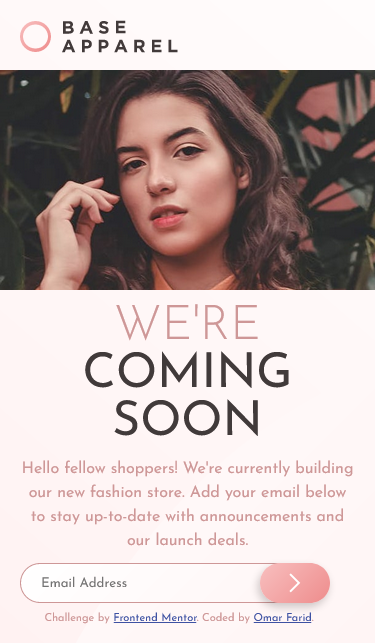 BASE
APPAREL
WE'RE
COMING
SOON
Hello fellow shoppers! We're currently building
our new fashion store. Add your email below
to stay up-to-date with announcements and
our launch deals.
Email Address
Challenge by Frontend Mentor. Coded by Omar Farid.